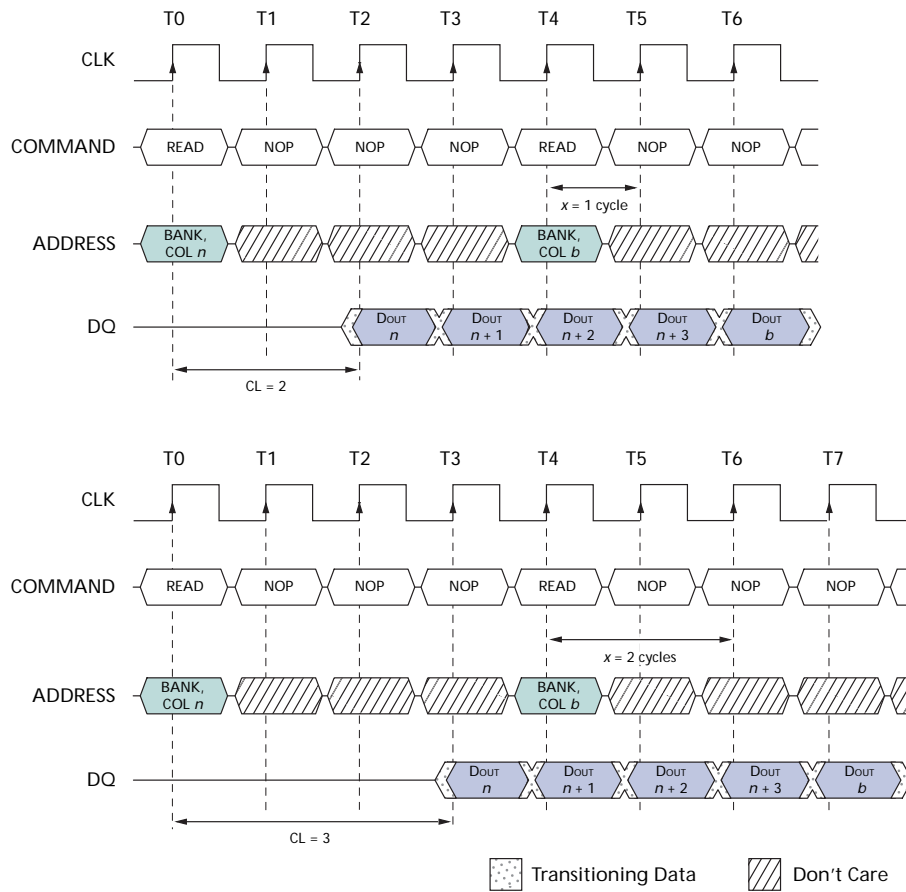 T0 T1 T2 T3 T4 T5 T6
CLK
COMMAND READ NOP NOP NOP READ NOP NOP
x = 1 cycle
ADDRESS BANK, COL n BANK, COL b
DQ DOUT n DOUT n + 1 DOUT n + 2 DOUT n + 3 DOUT b
CL = 2
T0 T1 T2 T3 T4 T5 T6 T7
CLK
COMMAND READ NOP NOP NOP READ NOP NOP NOP
x = 2 cycles
ADDRESS BANK, COL n BANK, COL b
DQ DOUT n DOUT n + 1 DOUT n + 2 DOUT n + 3 DOUT b
CL = 3
Transitioning Data Don't Care